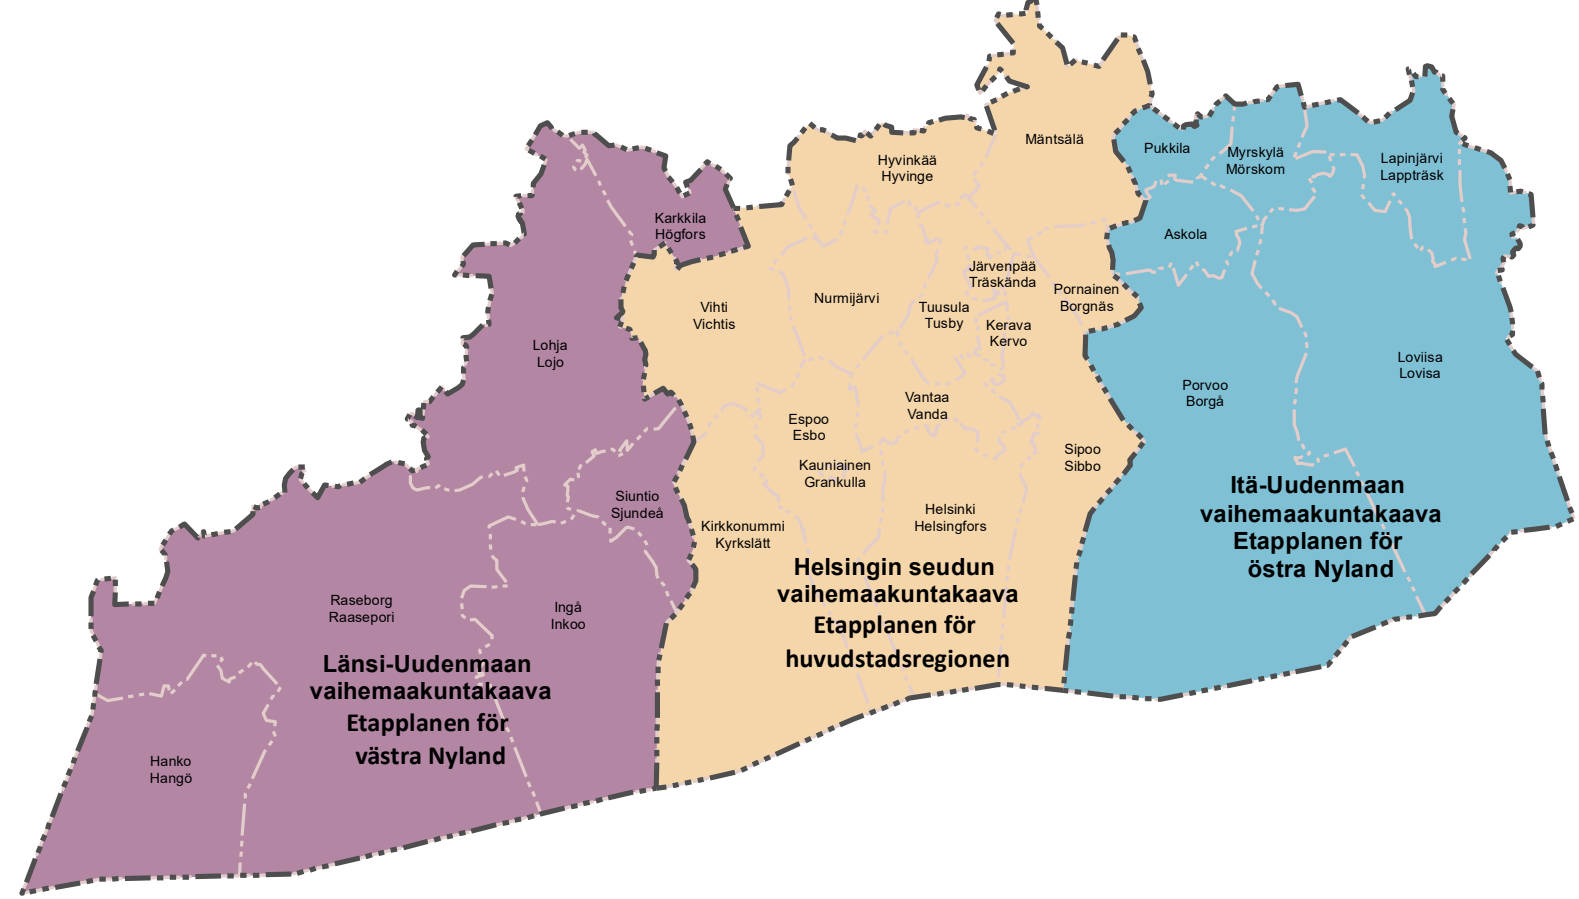 Mäntsälä
Pukkila
Myrskylä
Mörskom
Lapinjärvi
Lappträsk
Hyvinkää
Hyvinge
Karkkila
Högfors
Askola
Järvenpää
Träskända
Pornainen
Borgnäs
Nurmijärvi
Vihti
Vichtis
Tuusula
Tusby
Kerava
Kervo
Lohja
Lojo
Loviisa
Lovisa
Porvoo
Borgå
Vantaa
Vanda
Espoo
Esbo
Sipoo
Sibbo
Kauniainen
Grankulla
Siuntio
Sjundeå
Helsinki
Helsingfors
Kirkkonummi
Kyrkslätt
Itä-Uudenmaan
vaihemaakuntakaava
Etapplanen för
östra Nyland
Helsingin seudun
vaihemaakuntakaava
Etapplanen för
huvudstadsregionen
Raseborg
Raasepori
Ingå
Inkoo
Länsi-Uudenmaan
vaihemaakuntakaava
Etapplanen för
västra Nyland
Hanko
Hangö